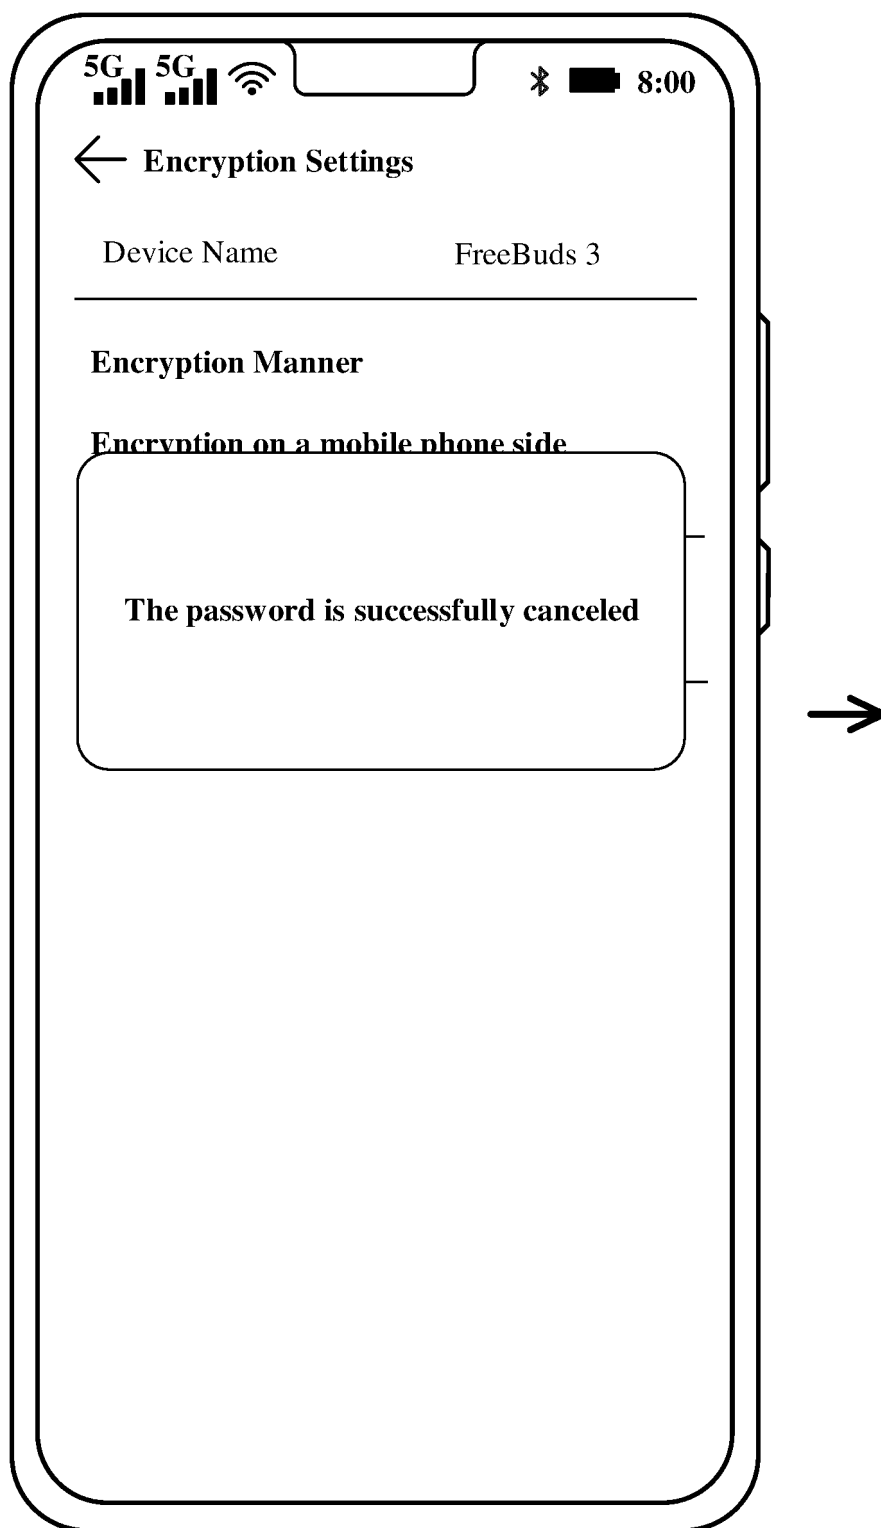 5G 5G 8:00
Encryption Settings
Device Name FreeBuds 3
Encryption Manner
Encryption on a mobile phone side
The password is successfully canceled